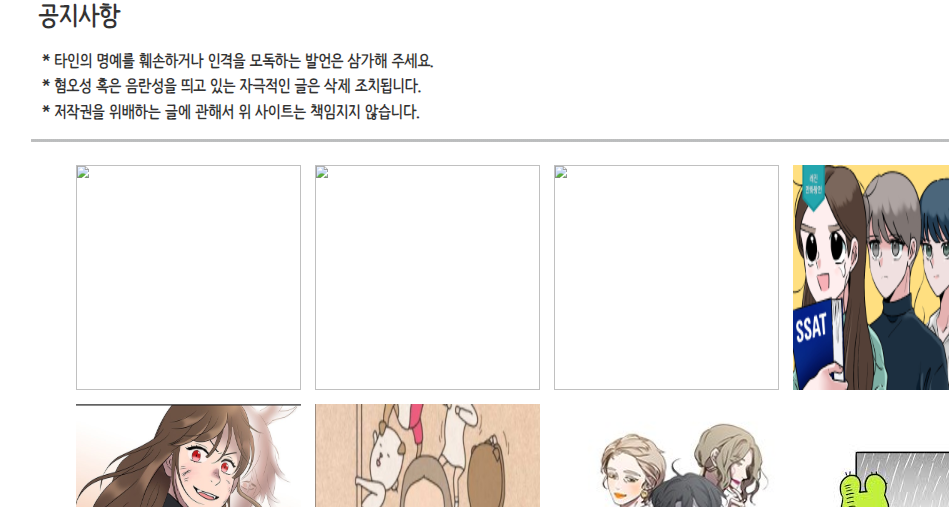 공지사항
* 타인의 명예를 훼손하거나 인격을 모독하는 발언은 삼가해 주세요.
* 혐오성 혹은 음란성을 띄고 있는 자극적인 글은 삭제 조치됩니다.
* 저작권을 위배하는 글에 관해서 위 사이트는 책임지지 않습니다.
SSAT